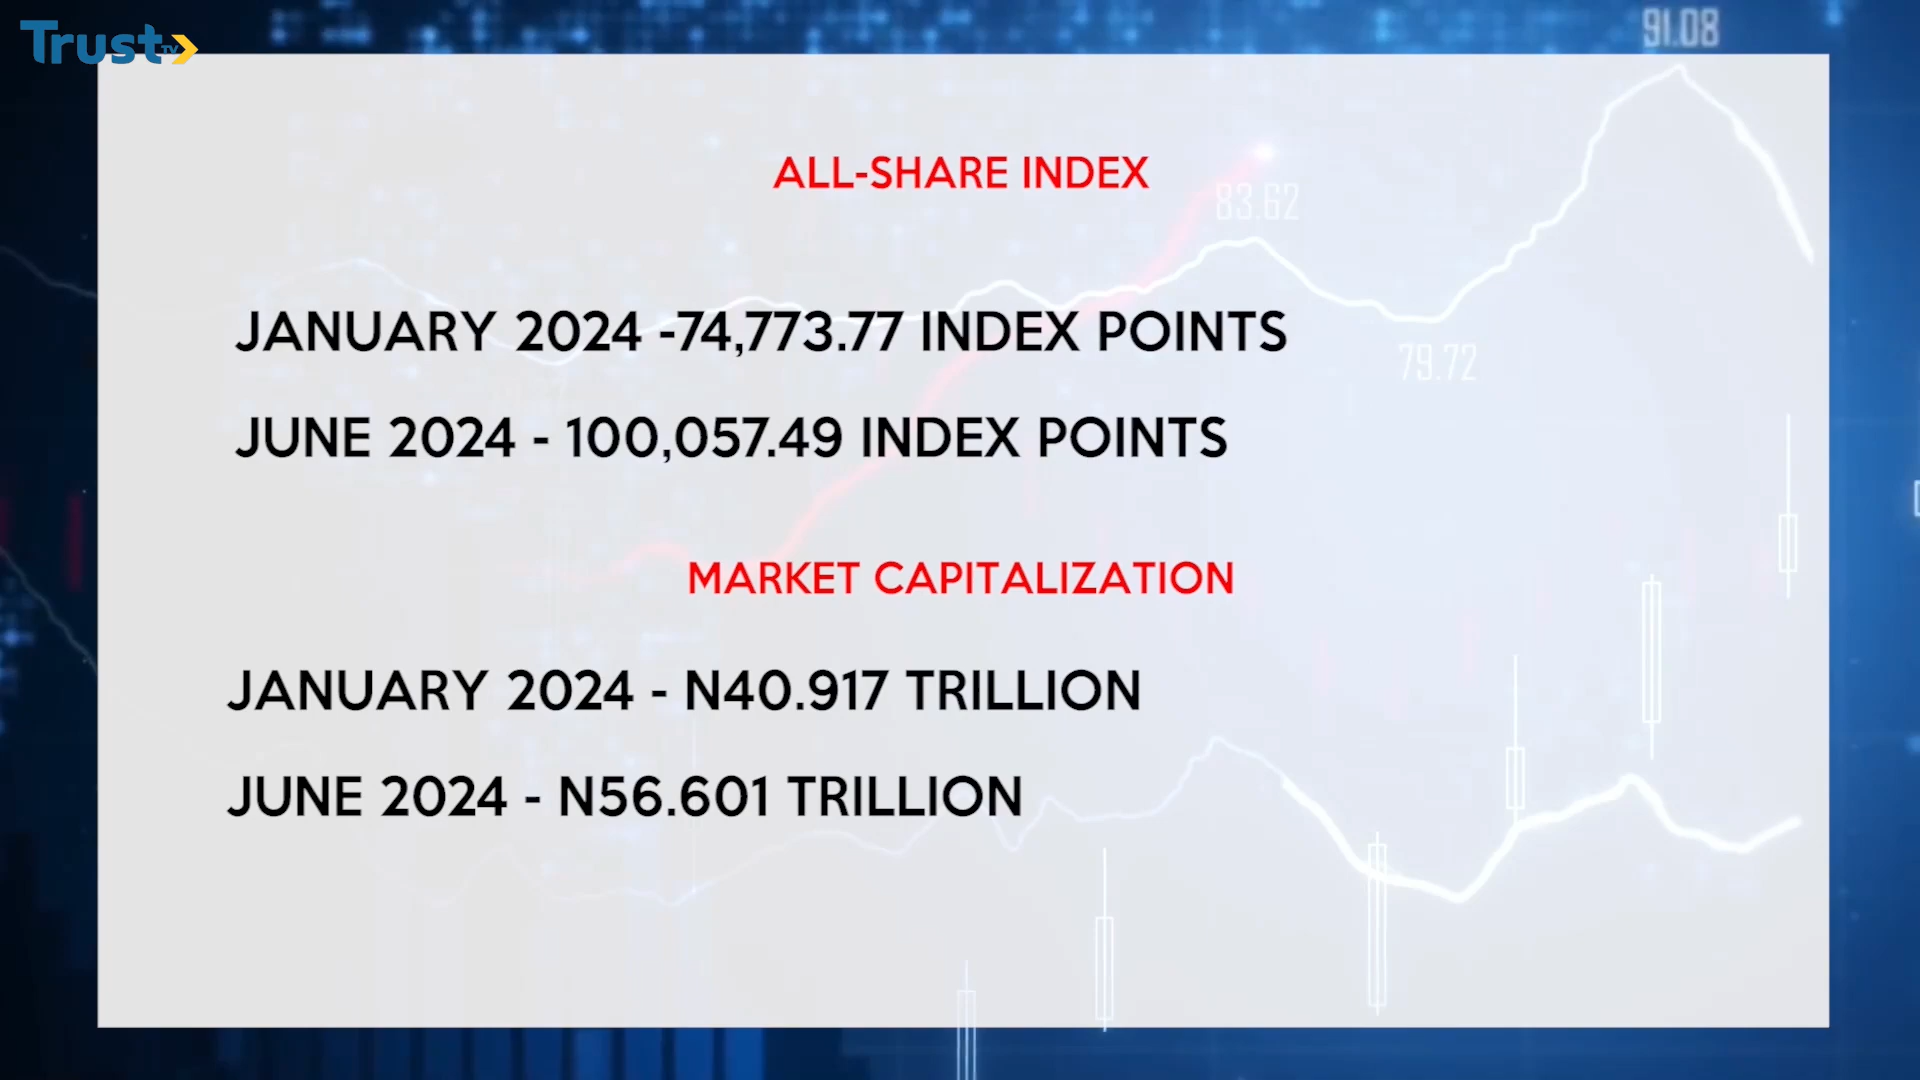 Trust TV
91.08
ALL-SHARE INDEX
83.62
JANUARY 2024 -74,773.77 INDEX POINTS
79.72
JUNE 2024 - 100,057.49 INDEX POINTS
MARKET CAPITALIZATION
JANUARY 2024 - N40.917 TRILLION
JUNE 2024 - N56.601 TRILLION